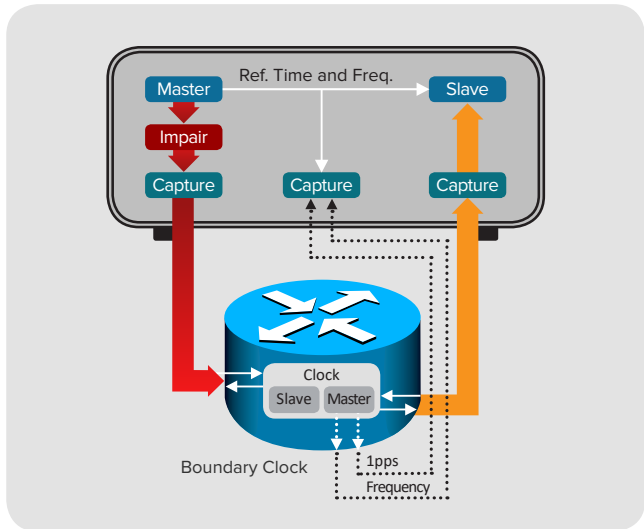 Ref. Time and Freq.
Master
Slave
Impair
Capture
Capture
Capture
Clock
Slave
Master
Boundary Clock
1pps
Frequency